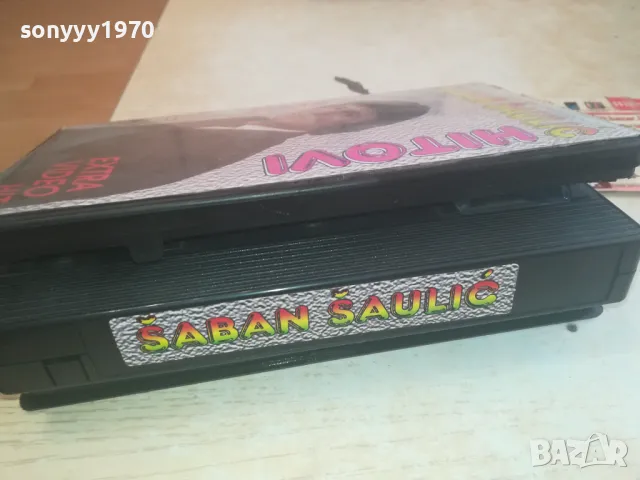 sonyyy1970
HITOVI
EXTRA
VIDEO
ŠABAN ŠAULIĆ
BAZAR